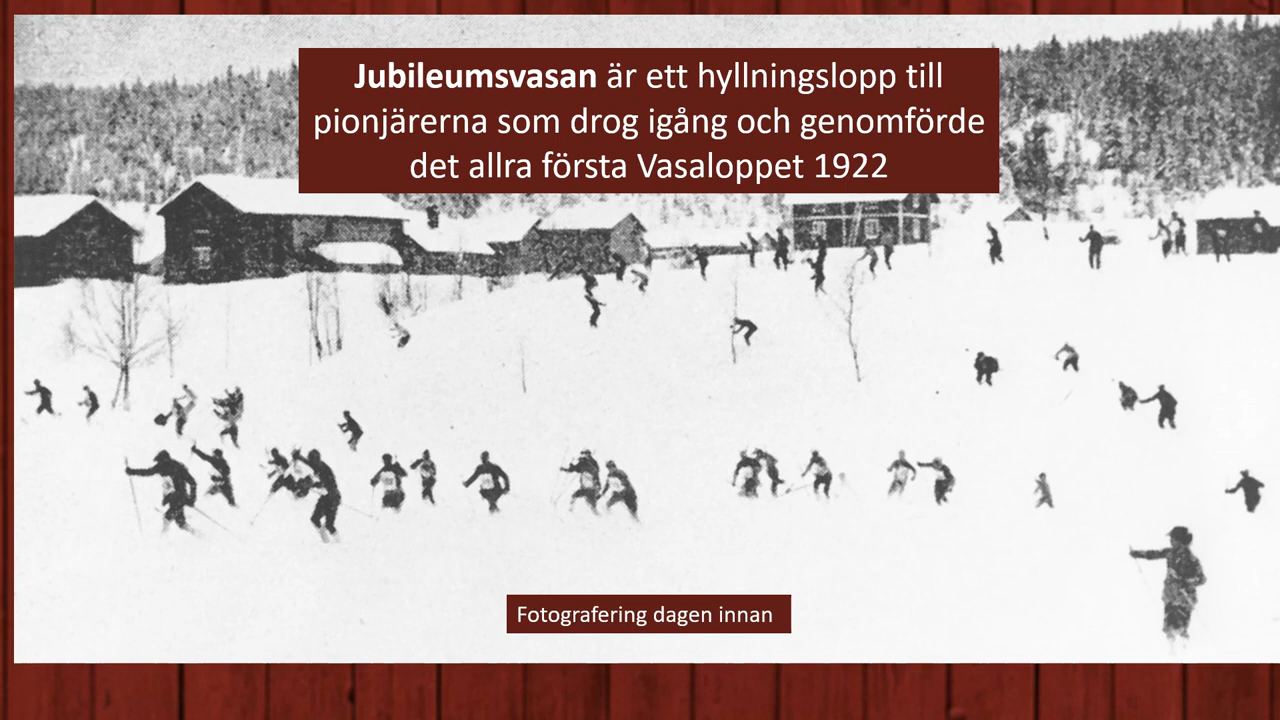 Jubileumsvasan är ett hyllningslopp till
pionjärerna som drog igång och genomförde
det allra första Vasaloppet 1922
Fotografering dagen innan